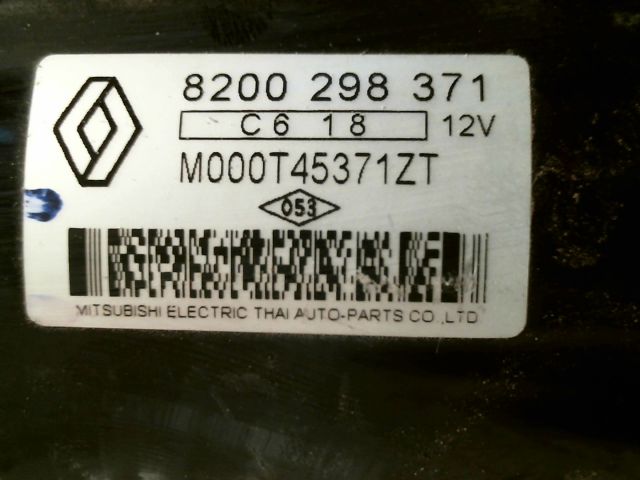 8200 298 371
C6 18 12V
M000T45371ZT
053
MITSUBISHI ELECTRIC THAI AUTO-PARTS CO.,LTD